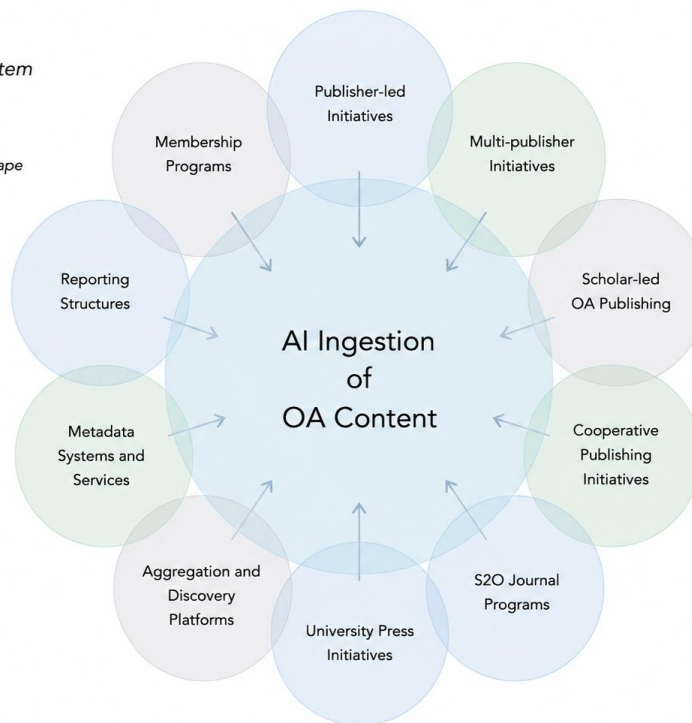 tem
ape
Publisher-led
Initiatives
Membership
Programs
Multi-publisher
Initiatives
Reporting
Structures
Scholar-led
OA Publishing
AI Ingestion
of
OA Content
Metadata
Systems and
Services
Cooperative
Publishing
Initiatives
Aggregation and
Discovery
Platforms
S2O Journal
Programs
University Press
Initiatives